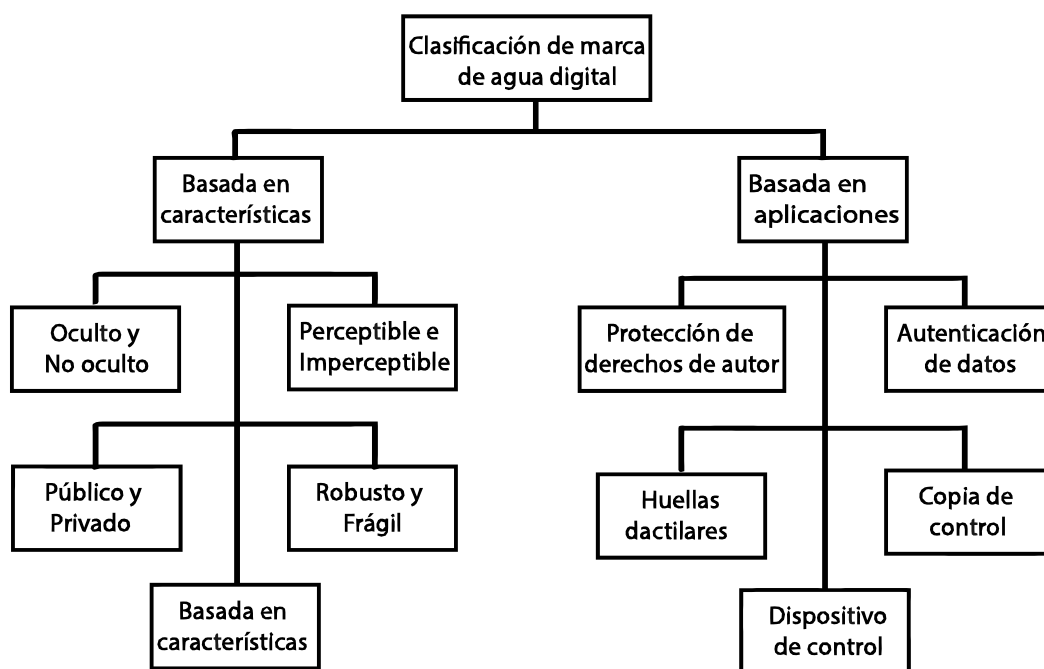 Clasificación de marca
de agua digital
Basada en
características
Basada en
aplicaciones
Oculto y
No oculto
Perceptible e
Imperceptible
Protección de
derechos de autor
Autenticación
de datos
Público y
Privado
Robusto y
Frágil
Huellas
dactilares
Copia de
control
Basada en
características
Dispositivo
de control